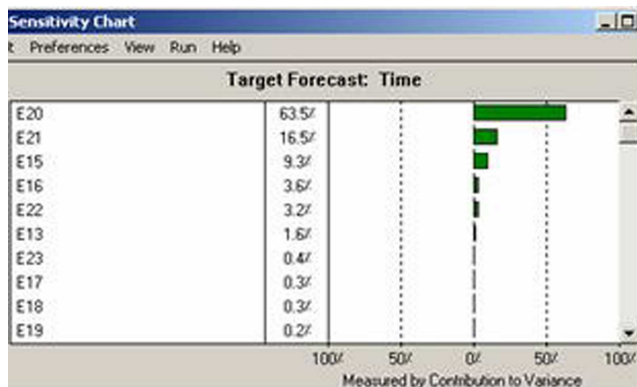 Sensitivity Chart
t Preferences View Run Help
Target Forecast: Time
E20 63.5%
E21 16.5%
E15 9.3%
E16 3.6%
E22 3.2%
E13 1.6%
E23 0.4%
E17 0.3%
E18 0.3%
E19 0.2%
100% 50% 0% 50% 100%
Measured by Contribution to Variance